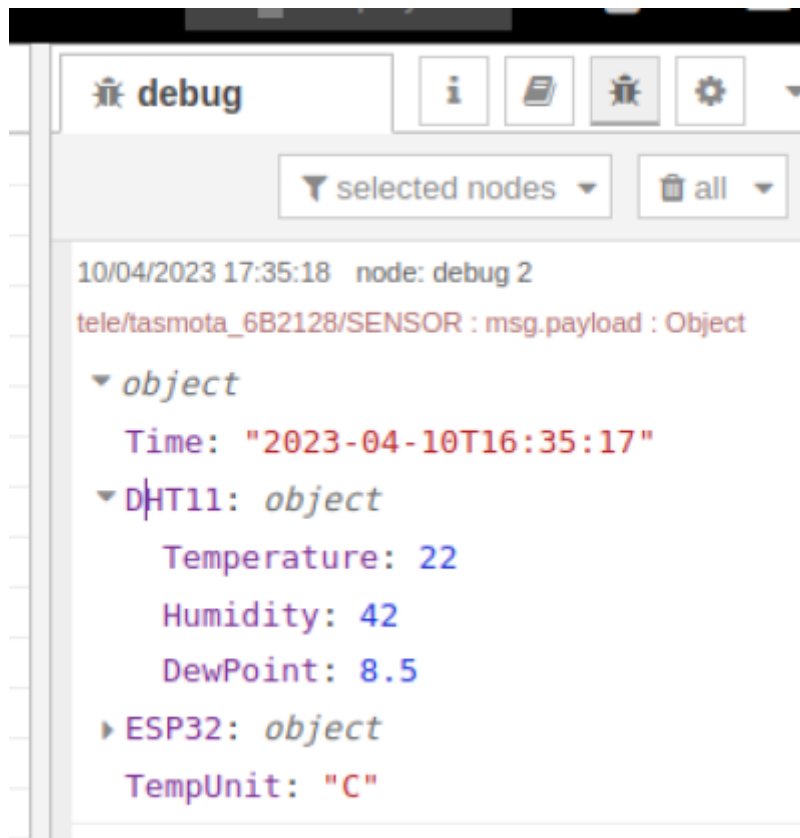 debug
i
selected nodes
all
10/04/2023 17:35:18 node: debug 2
tele/tasmota_6B2128/SENSOR : msg.payload : Object
object
Time: "2023-04-10T16:35:17"
DHT11: object
Temperature: 22
Humidity: 42
DewPoint: 8.5
ESP32: object
TempUnit: "C"